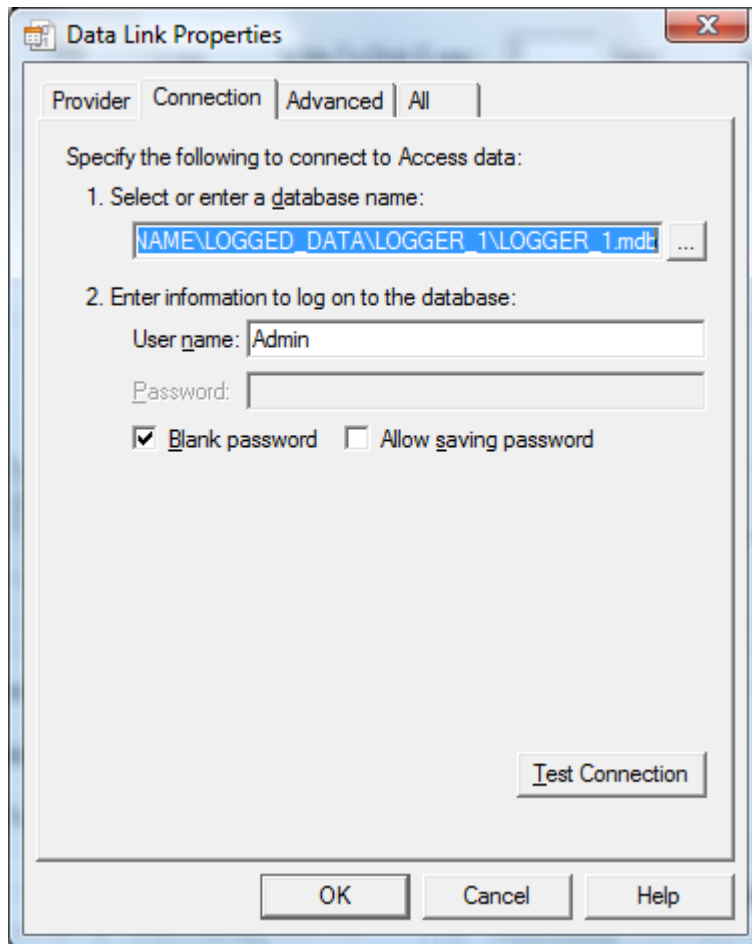 Data Link Properties
Provider Connection Advanced All
Specify the following to connect to Access data:
1. Select or enter a database name:
NAME\LOGGED_DATA\LOGGER_1\LOGGER_1.mdb ...
2. Enter information to log on to the database:
User name: Admin
Password:
Blank password Allow saving password
Test Connection
OK Cancel Help